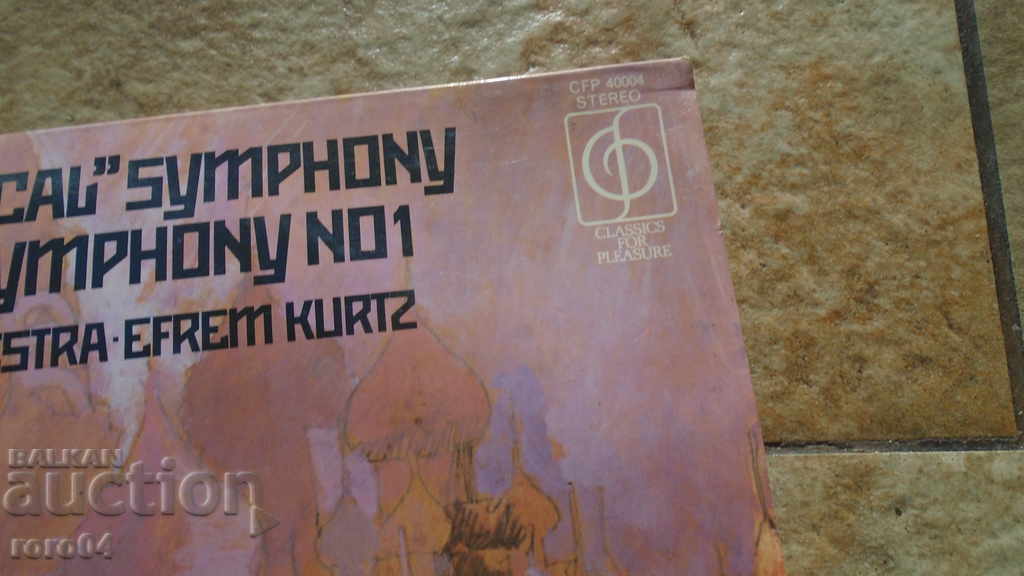 CFP 40004
STEREO
CLASSICS
FOR
PLEASURE
CAL" SYMPHONY
YMPHONY NO1
STRA · EFREM KURTZ
BALKAN
auction
roro04